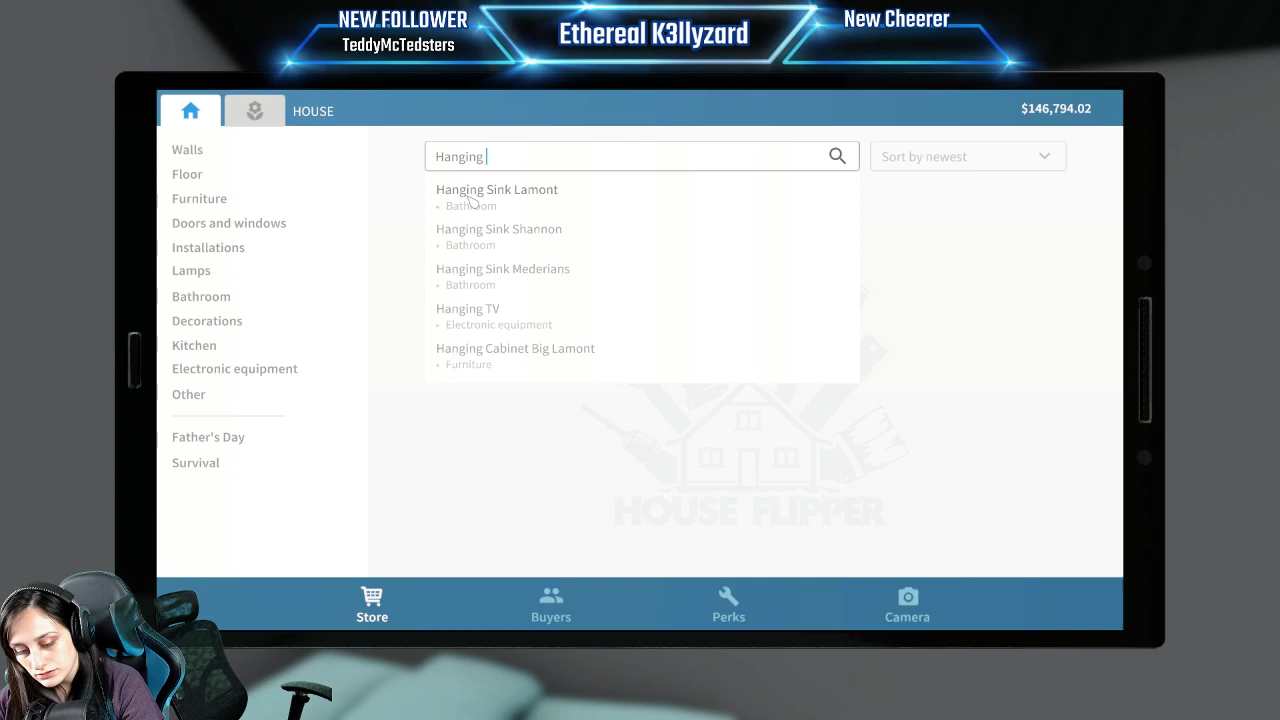 NEW FOLLOWER
TeddyMcTedsters
Ethereal K3llyzard
New Cheerer
HOUSE
$146,794.02
Walls
Floor
Furniture
Doors and windows
Installations
Lamps
Bathroom
Decorations
Kitchen
Electronic equipment
Other
Father's Day
Survival
Hanging
Sort by newest
Hanging Sink Lamont
• Bathroom
Hanging Sink Shannon
• Bathroom
Hanging Sink Mederians
• Bathroom
Hanging TV
• Electronic equipment
Hanging Cabinet Big Lamont
• Furniture
HOUSE FLIPPER
Store
Buyers
Perks
Camera